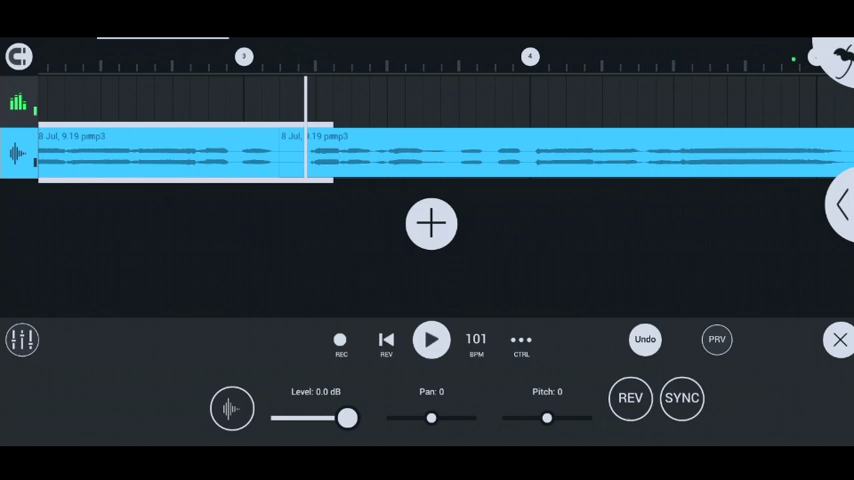 3
4
8 Jul, 9.19 pmmp3
8 Jul, 9.19 pmmp3
REC
REV
101
BPM
CTRL
Undo
PRV
Level: 0.0 dB
Pan: 0
Pitch: 0
REV
SYNC